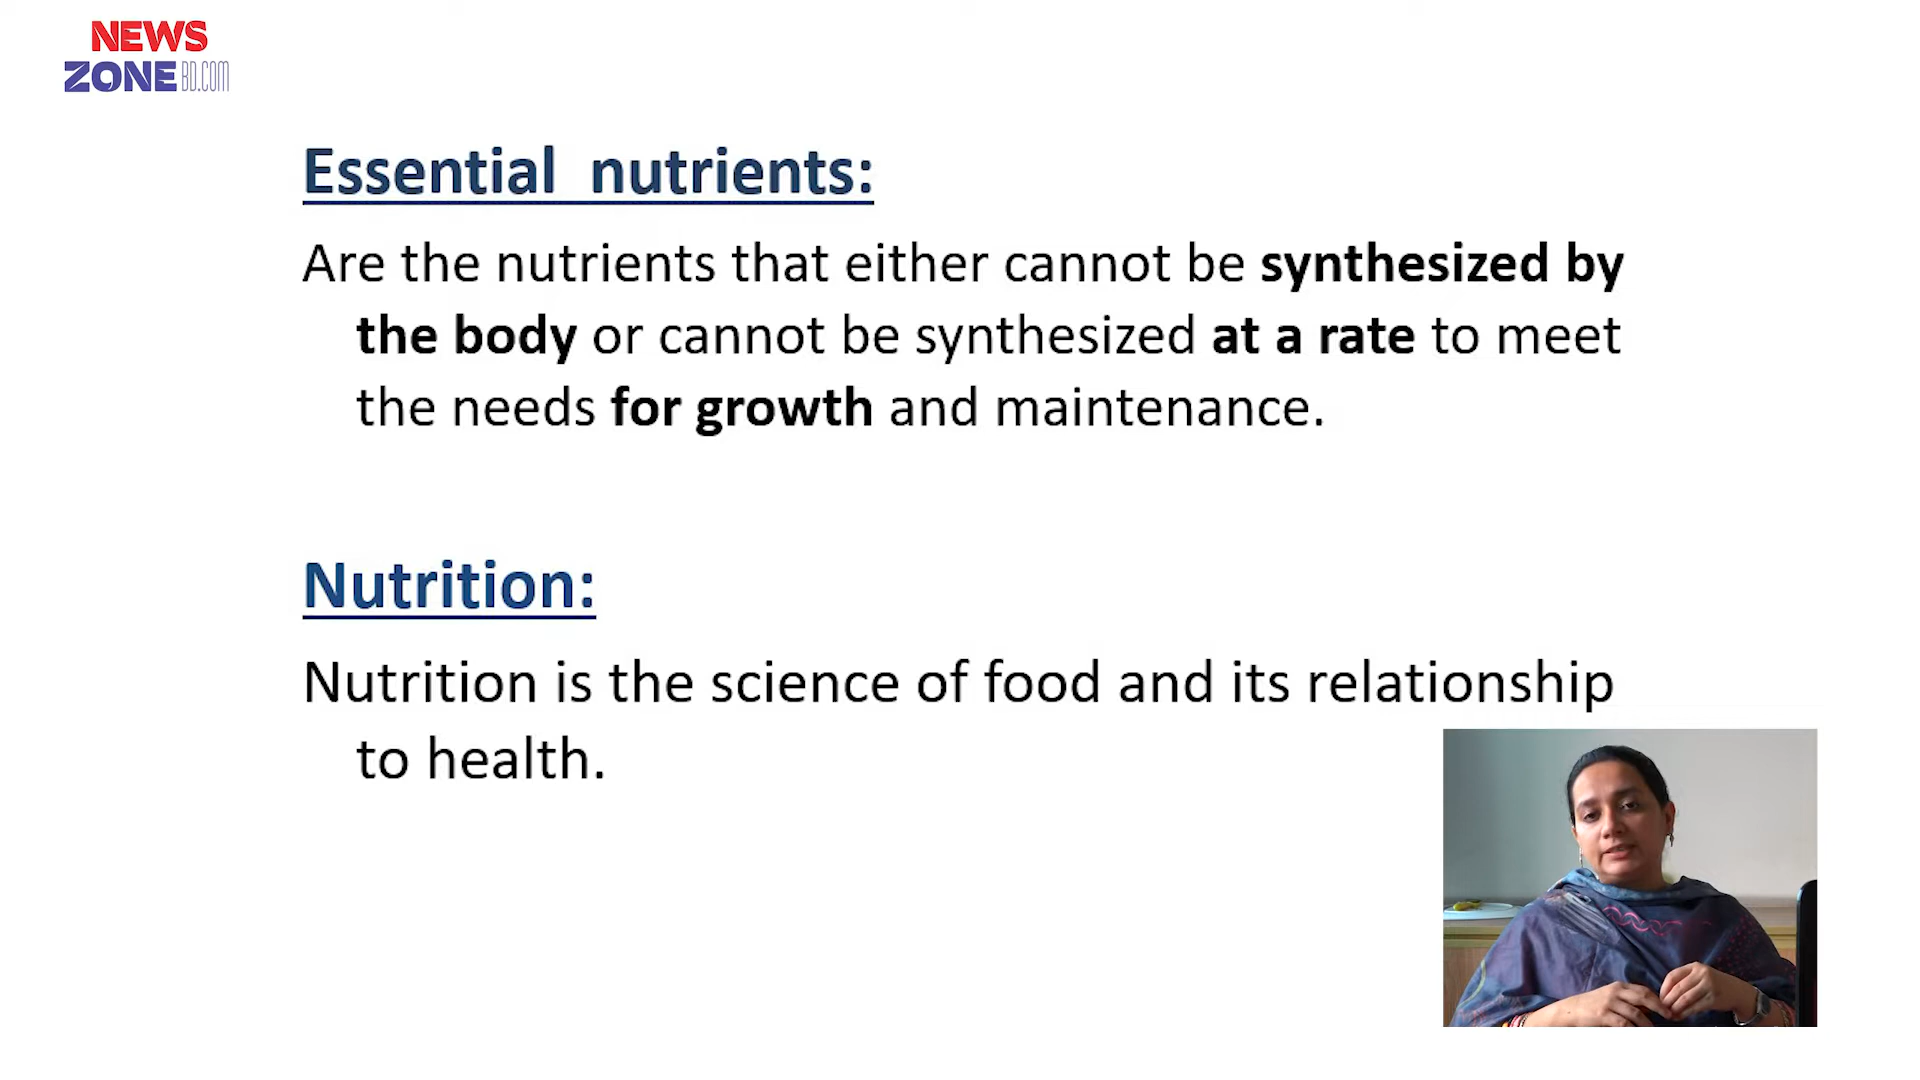 NEWS
ZONE BD.COM
Essential nutrients:
Are the nutrients that either cannot be synthesized by
the body or cannot be synthesized at a rate to meet
the needs for growth and maintenance.
Nutrition:
Nutrition is the science of food and its relationship
to health.